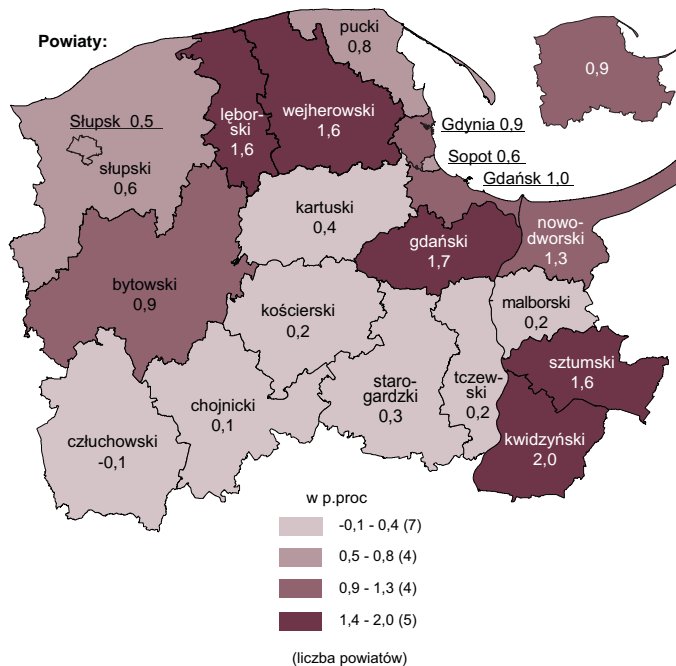 Powiaty:
pucki
0,8
0,9
lębor-
ski
1,6
wejherowski
1,6
Gdynia 0,9
Słupsk 0,5
Sopot 0,6
słupski
0,6
Gdańsk 1,0
kartuski
0,4
gdański
1,7
nowo-
dworski
1,3
bytowski
0,9
kościerski
0,2
malborski
0,2
sztumski
1,6
staro-
gardzki
0,3
tczew-
ski
0,2
chojnicki
0,1
człuchowski
-0,1
kwidzyński
2,0
w p.proc
-0,1 - 0,4 (7)
0,5 - 0,8 (4)
0,9 - 1,3 (4)
1,4 - 2,0 (5)
(liczba powiatów)